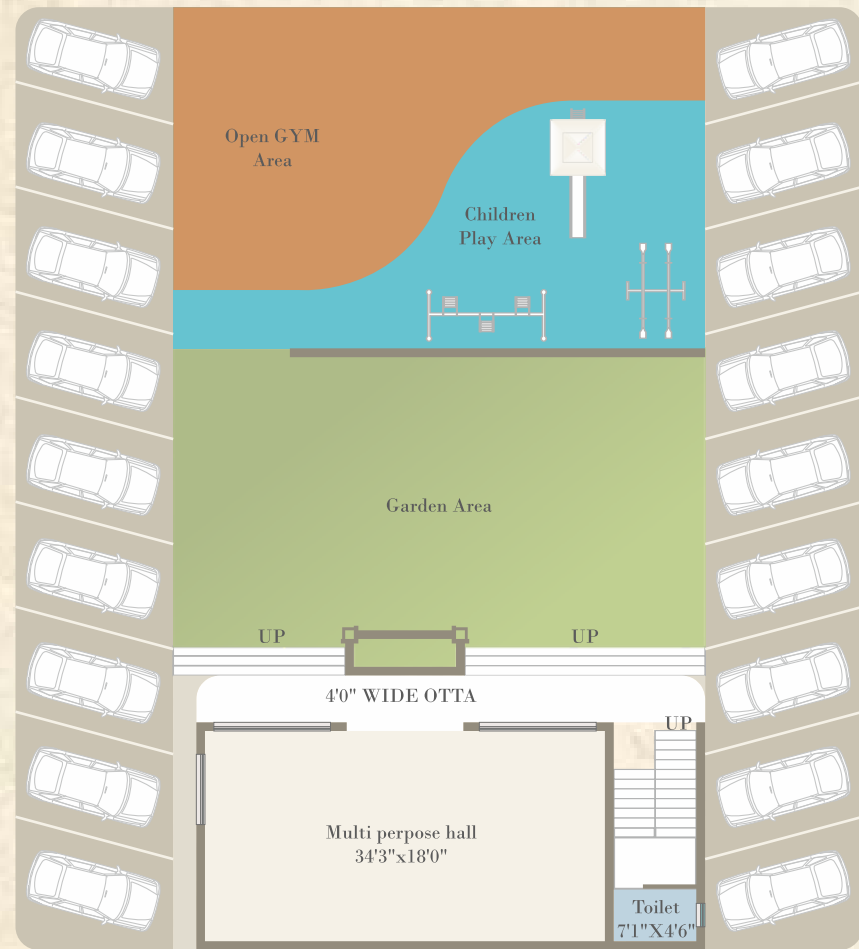 Open GYM
Area
Children
Play Area
Garden Area
UP
UP
4'0" WIDE OTTA
UP
Multi perpose hall
34'3"x18'0"
Toilet
7'1"X4'6"